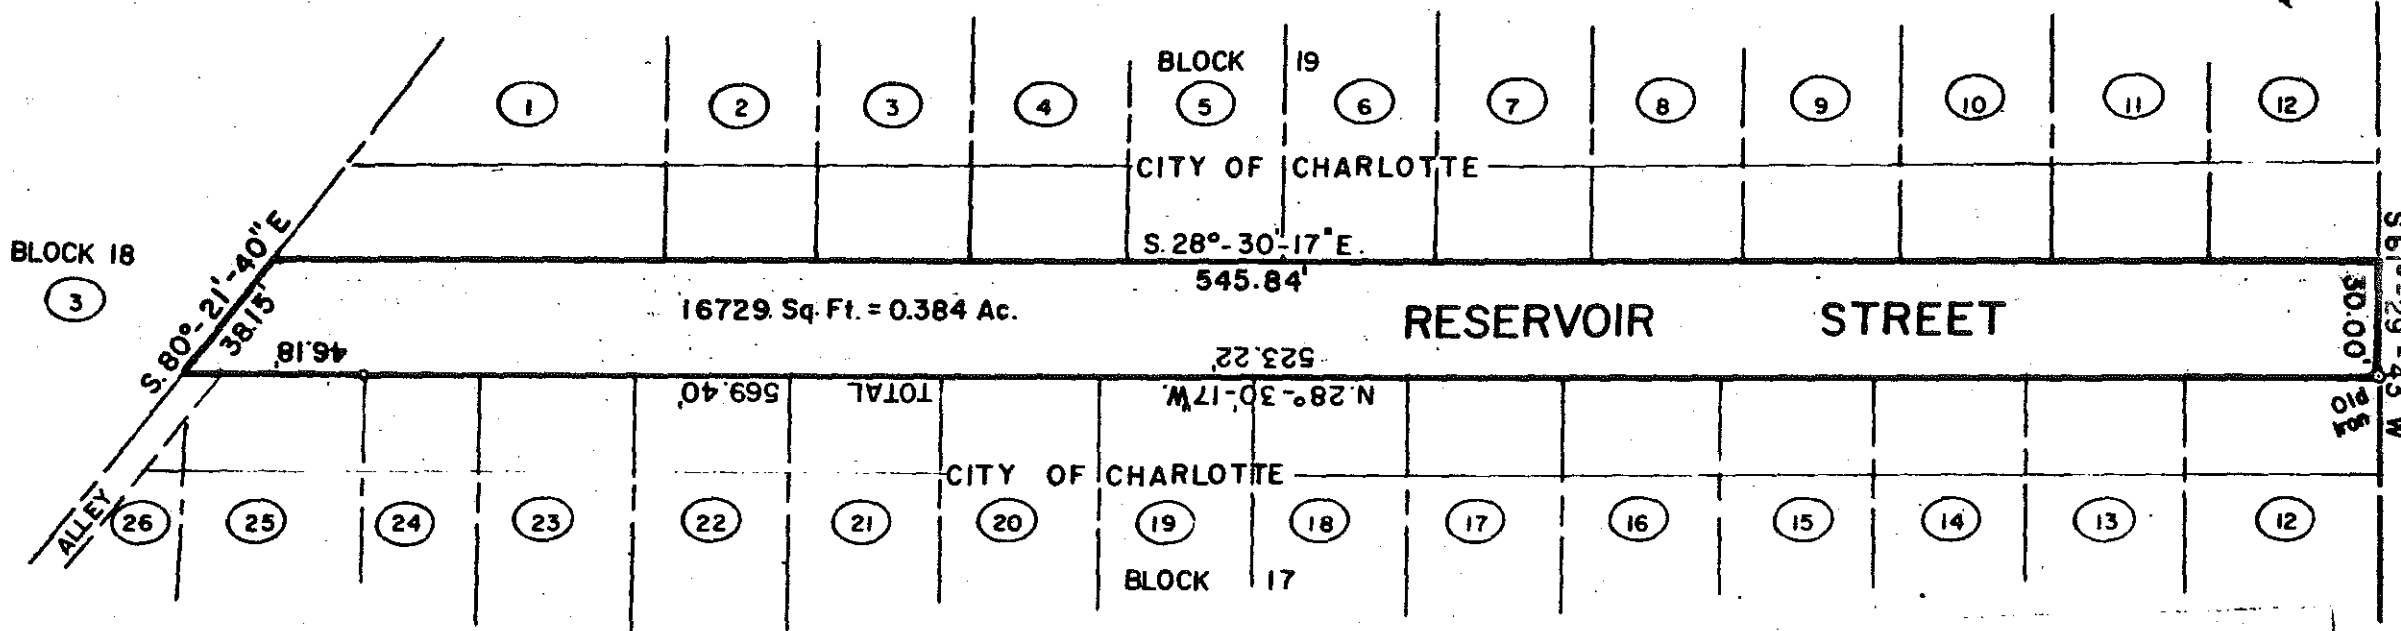 BLOCK 19
1 2 3 4 5 6 7 8 9 10 11 12
CITY OF CHARLOTTE
S. 28°-30'-17"E.
545.84'
BLOCK 18
3
S. 80°-21'-40" E
38.15'
16729. Sq. Ft. = 0.384 Ac.
RESERVOIR STREET
30.00'
S 61°-29'-43 W
46.18'
523.22'
569.40'
TOTAL
N. 28°-30'-17"W.
Old
Iron
CITY OF CHARLOTTE
ALLEY
26 25 24 23 22 21 20 19 18 17 16 15 14 13 12
BLOCK 17